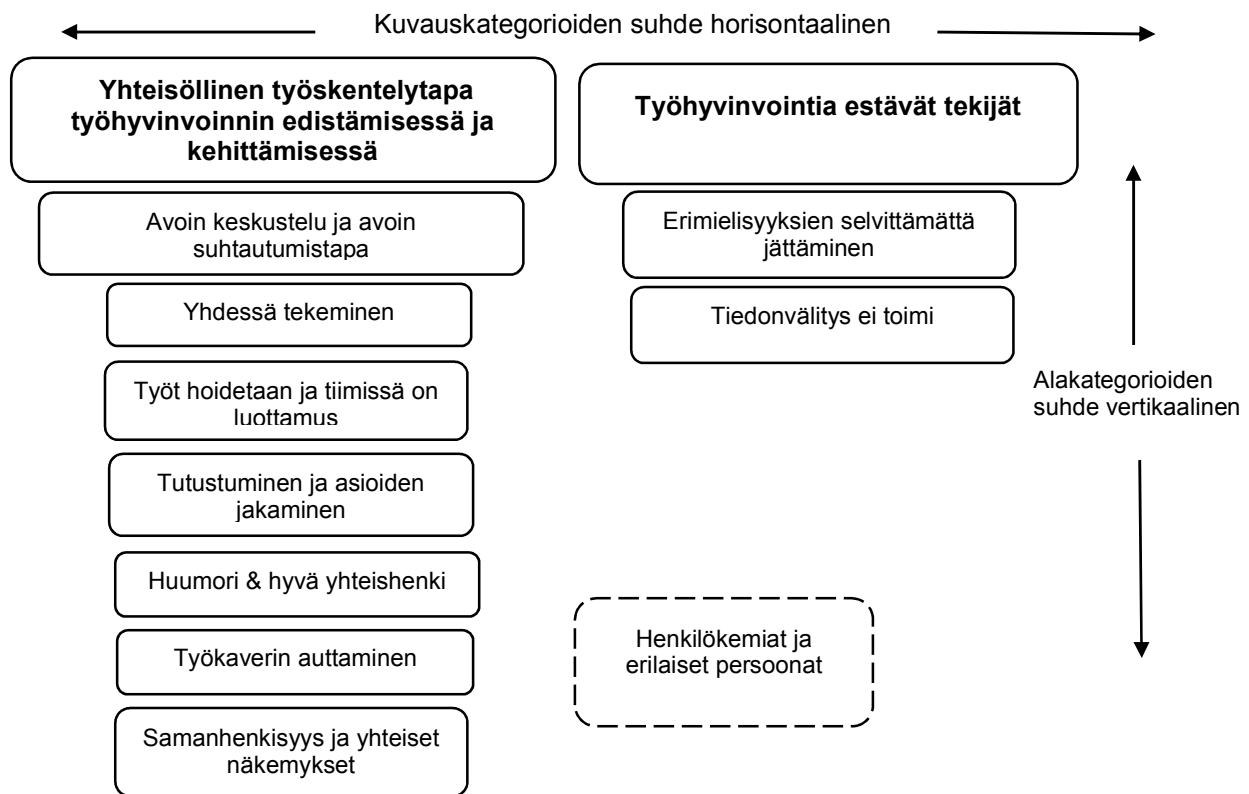 Kuvauskategorioiden suhde horisontaalinen
Yhteisöllinen työskentelytapa
työhyvinvoinnin edistämisessä ja
kehittämisessä
Avoin keskustelu ja avoin
suhtautumistapa
Yhdessä tekeminen
Työt hoidetaan ja tiimissä on
luottamus
Tutustuminen ja asioiden
jakaminen
Huumori & hyvä yhteishenki
Työkaverin auttaminen
Samanhenkisyys ja yhteiset
näkemykset
Työhyvinvointia estävät tekijät
Erimielisyyksien selvittämättä
jättäminen
Tiedonvälitys ei toimi
Henkilökemiat ja
erilaiset persoonat
Alakategorioiden
suhde vertikaalinen